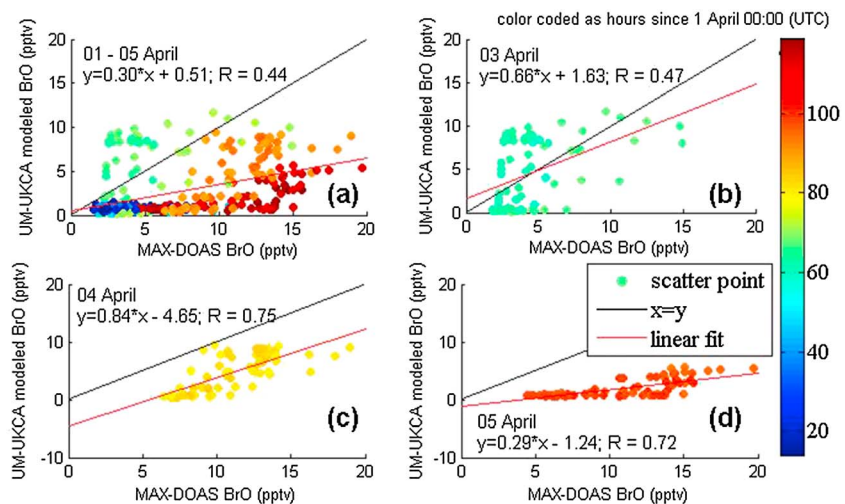 color coded as hours since 1 April 00:00 (UTC)
UM-UKCA modeled BrO (pptv)
20
15
10
5
0
01 - 05 April
y=0.30*x + 0.51; R = 0.44
(a)
0 5 10 15 20
MAX-DOAS BrO (pptv)
UM-UKCA modeled BrO (pptv)
20
15
10
5
0
03 April
y=0.66*x + 1.63; R = 0.47
(b)
0 5 10 15 20
MAX-DOAS BrO (pptv)
UM-UKCA modeled BrO (pptv)
20
10
0
-10
04 April
y=0.84*x - 4.65; R = 0.75
(c)
0 5 10 15 20
MAX-DOAS BrO (pptv)
UM-UKCA modeled BrO (pptv)
20
10
0
-10
scatter point
x=y
linear fit
05 April
y=0.29*x - 1.24; R = 0.72
(d)
0 5 10 15 20
MAX-DOAS BrO (pptv)
100
80
60
40
20